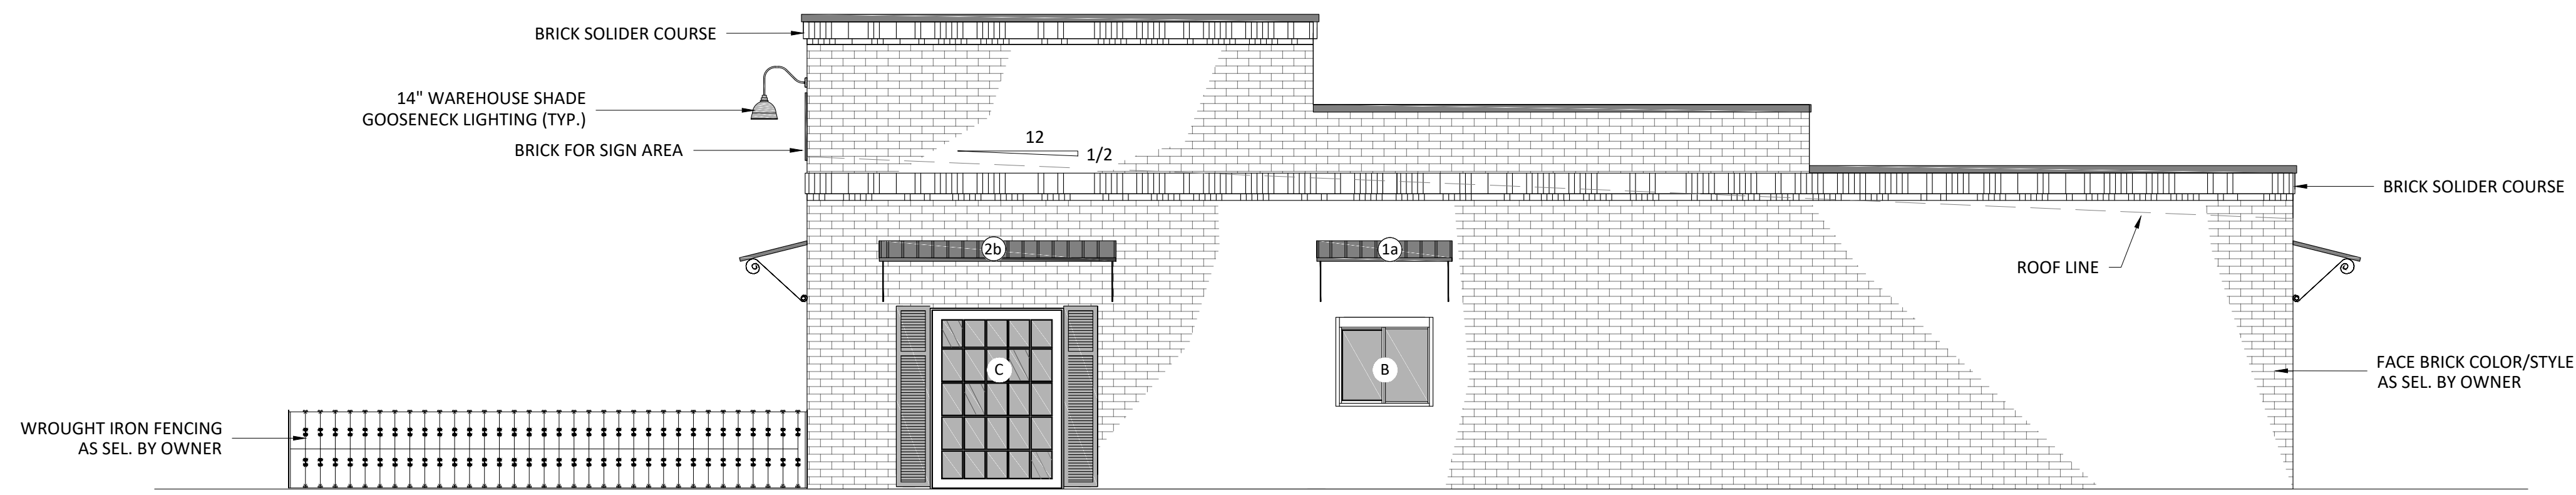 BRICK SOLIDER COURSE
14" WAREHOUSE SHADE
GOOSENECK LIGHTING (TYP.)
BRICK FOR SIGN AREA
12
1/2
BRICK SOLIDER COURSE
2b
1a
ROOF LINE
C
B
FACE BRICK COLOR/STYLE
AS SEL. BY OWNER
WROUGHT IRON FENCING
AS SEL. BY OWNER